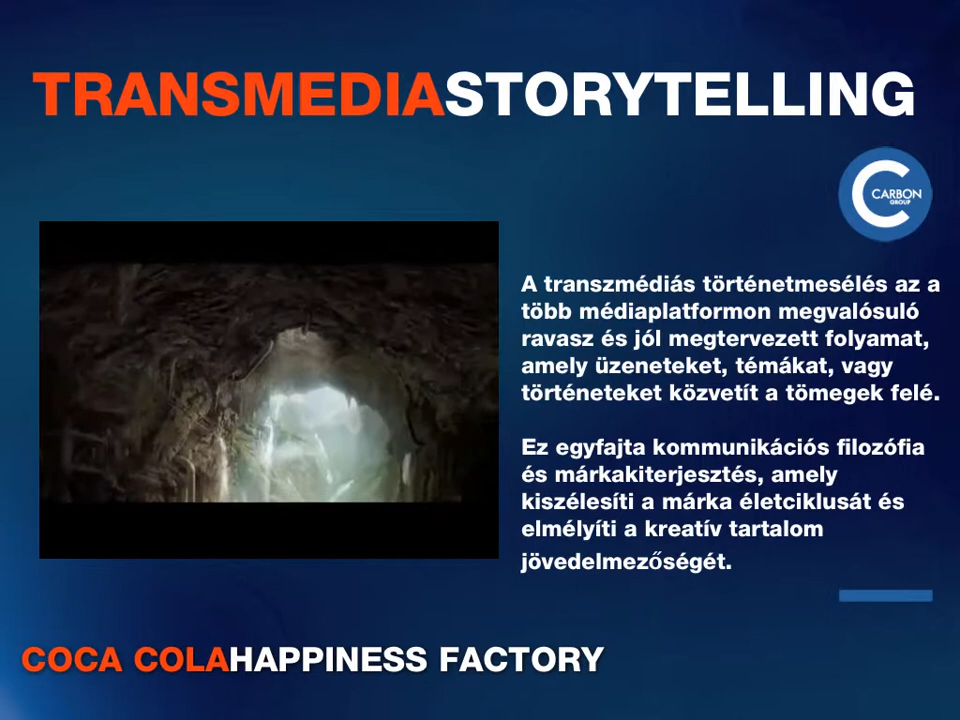 TRANSMEDIASTORYTELLING
CARBON
GROUP
A transzmédiás történetmesélés az a
több médiaplatformon megvalósuló
ravasz és jól megtervezett folyamat,
amely üzeneteket, témákat, vagy
történeteket közvetít a tömegek felé.
Ez egyfajta kommunikációs filozófia
és márkakiterjesztés, amely
kiszélesíti a márka életciklusát és
elmélyíti a kreatív tartalom
jövedelmezőségét.
COCA COLAHAPPINESS FACTORY